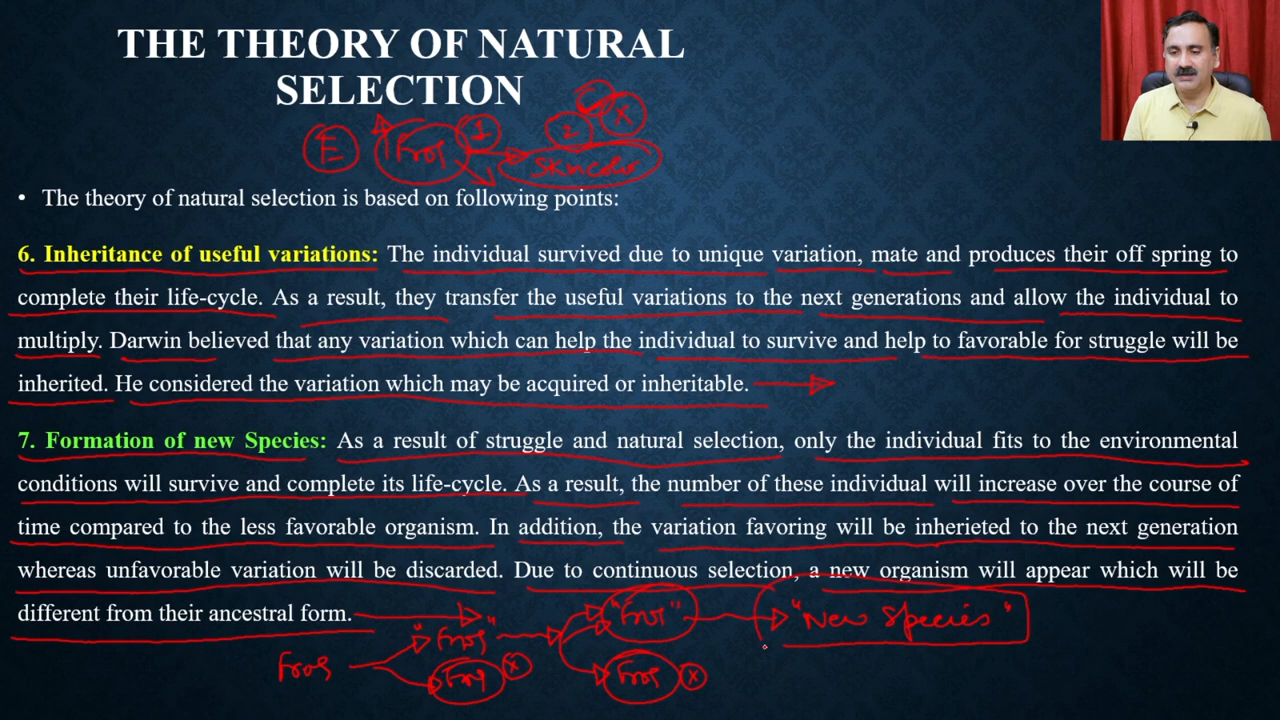 THE THEORY OF NATURAL
SELECTION
E Frog 1 2 C X
Skin color
• The theory of natural selection is based on following points:
6. Inheritance of useful variations: The individual survived due to unique variation, mate and produces their off spring to
complete their life-cycle. As a result, they transfer the useful variations to the next generations and allow the individual to
multiply. Darwin believed that any variation which can help the individual to survive and help to favorable for struggle will be
inherited. He considered the variation which may be acquired or inheritable.
7. Formation of new Species: As a result of struggle and natural selection, only the individual fits to the environmental
conditions will survive and complete its life-cycle. As a result, the number of these individual will increase over the course of
time compared to the less favorable organism. In addition, the variation favoring will be inherieted to the next generation
whereas unfavorable variation will be discarded. Due to continuous selection, a new organism will appear which will be
different from their ancestral form.
"Frog" "Frog" "New Species"
Frog Frog X Frog X